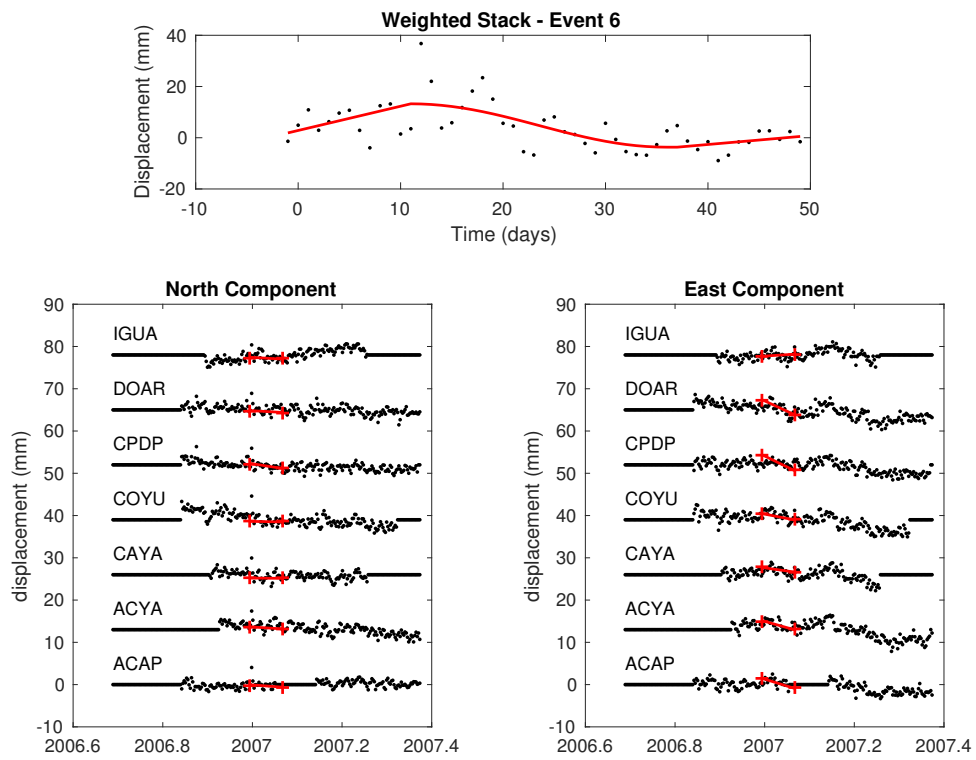 Weighted Stack - Event 6
Displacement (mm)
40
20
0
-20
-10
0
10
20
30
40
50
Time (days)
North Component
displacement (mm)
90
80
70
60
50
40
30
20
10
0
-10
IGUA
DOAR
CPDP
COYU
CAYA
ACYA
ACAP
2006.6
2006.8
2007
2007.2
2007.4
East Component
displacement (mm)
90
80
70
60
50
40
30
20
10
0
-10
IGUA
DOAR
CPDP
COYU
CAYA
ACYA
ACAP
2006.6
2006.8
2007
2007.2
2007.4